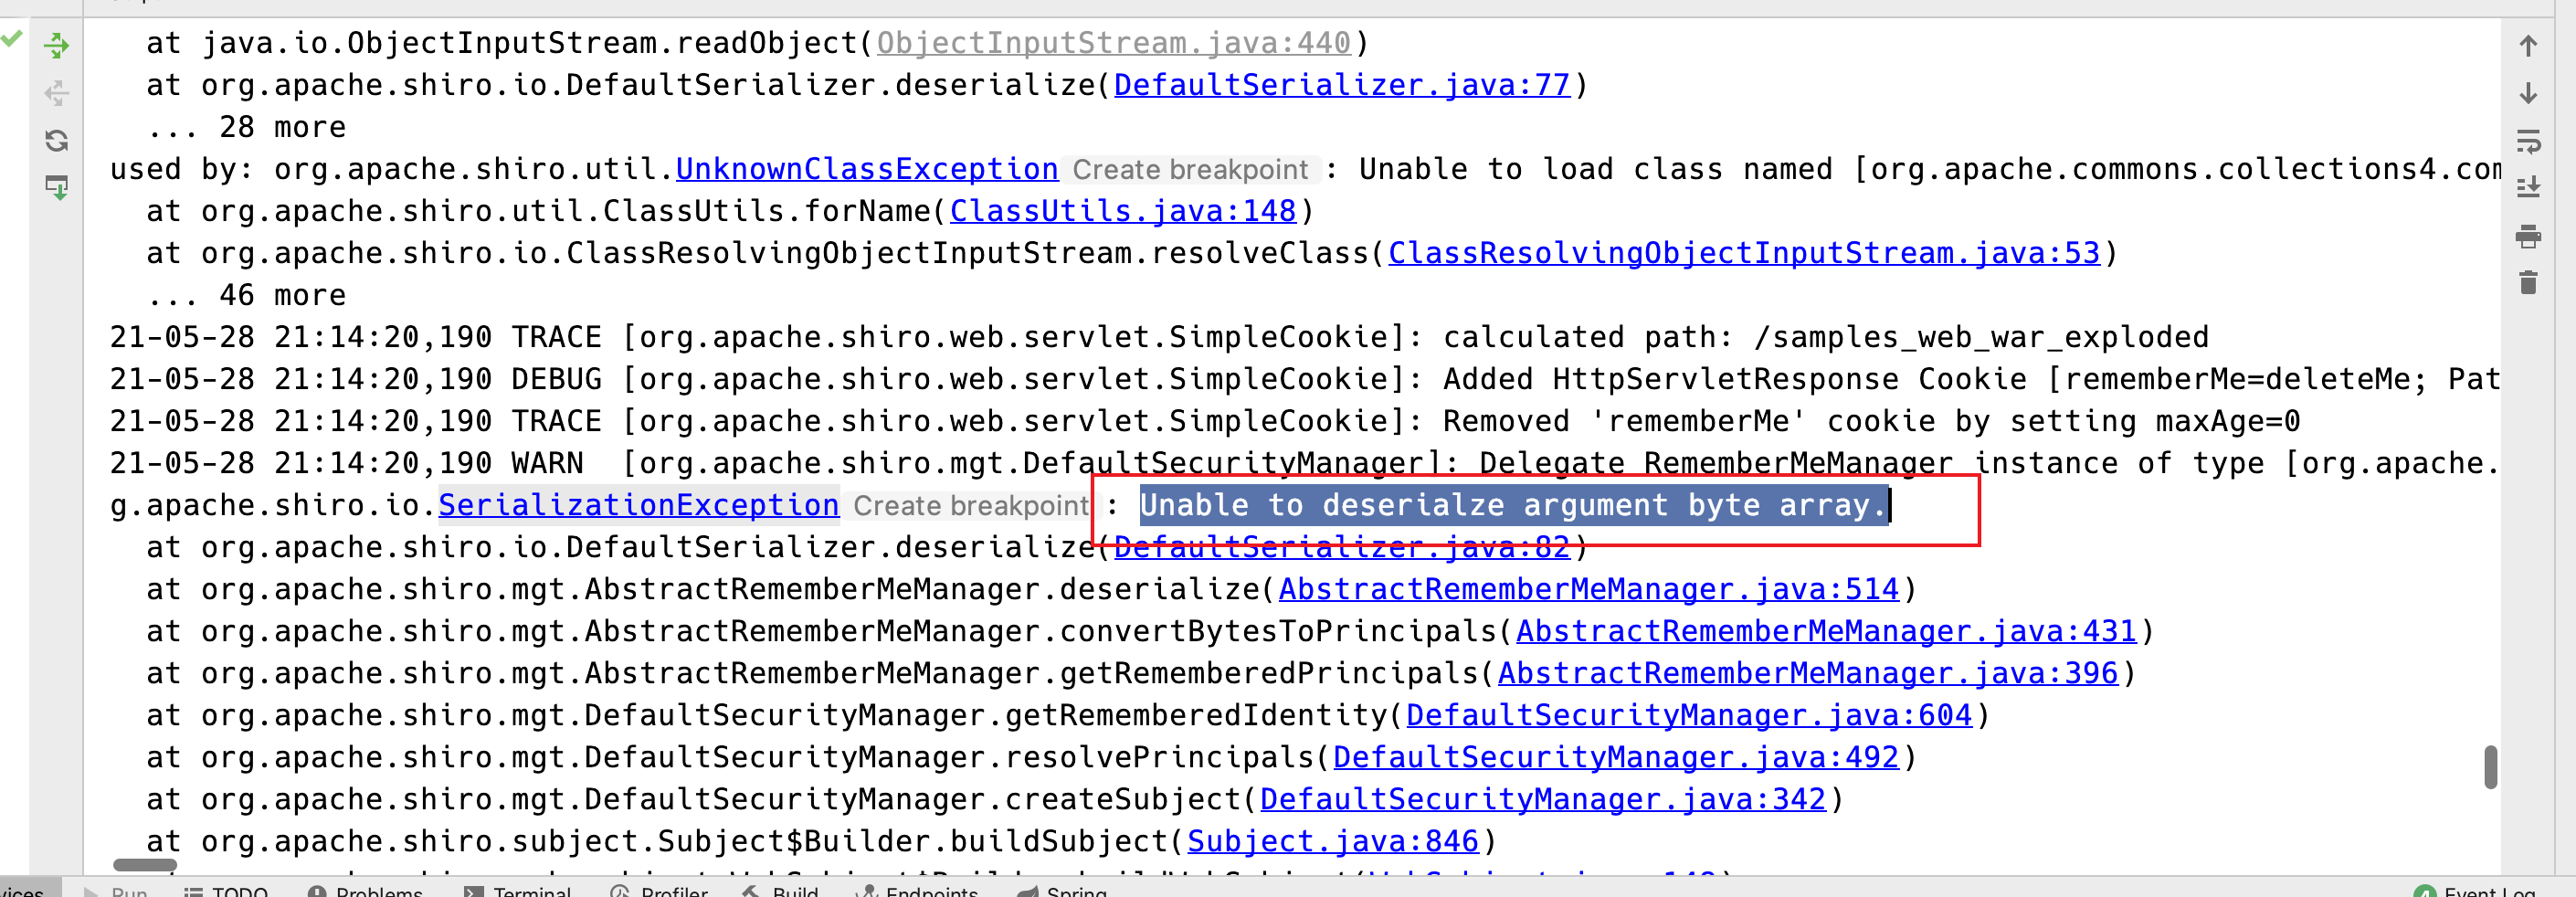 at java.io.ObjectInputStream.readObject(ObjectInputStream.java:440)
at org.apache.shiro.io.DefaultSerializer.deserialize(DefaultSerializer.java:77)
... 28 more
used by: org.apache.shiro.util.UnknownClassException Create breakpoint : Unable to load class named [org.apache.commons.collections4.com
at org.apache.shiro.util.ClassUtils.forName(ClassUtils.java:148)
at org.apache.shiro.io.ClassResolvingObjectInputStream.resolveClass(ClassResolvingObjectInputStream.java:53)
... 46 more
21-05-28 21:14:20,190 TRACE [org.apache.shiro.web.servlet.SimpleCookie]: calculated path: /samples_web_war_exploded
21-05-28 21:14:20,190 DEBUG [org.apache.shiro.web.servlet.SimpleCookie]: Added HttpServletResponse Cookie [rememberMe=deleteMe; Pat
21-05-28 21:14:20,190 TRACE [org.apache.shiro.web.servlet.SimpleCookie]: Removed 'rememberMe' cookie by setting maxAge=0
21-05-28 21:14:20,190 WARN [org.apache.shiro.mgt.DefaultSecurityManager]: Delegate RememberMeManager instance of type [org.apache.
g.apache.shiro.io.SerializationException Create breakpoint : Unable to deserialze argument byte array.
at org.apache.shiro.io.DefaultSerializer.deserialize(DefaultSerializer.java:82)
at org.apache.shiro.mgt.AbstractRememberMeManager.deserialize(AbstractRememberMeManager.java:514)
at org.apache.shiro.mgt.AbstractRememberMeManager.convertBytesToPrincipals(AbstractRememberMeManager.java:431)
at org.apache.shiro.mgt.AbstractRememberMeManager.getRememberedPrincipals(AbstractRememberMeManager.java:396)
at org.apache.shiro.mgt.DefaultSecurityManager.getRememberedIdentity(DefaultSecurityManager.java:604)
at org.apache.shiro.mgt.DefaultSecurityManager.resolvePrincipals(DefaultSecurityManager.java:492)
at org.apache.shiro.mgt.DefaultSecurityManager.createSubject(DefaultSecurityManager.java:342)
at org.apache.shiro.subject.Subject$Builder.buildSubject(Subject.java:846)
vices Run TODO Problems Terminal Profiler Build Endpoints Spring 4 Event Log